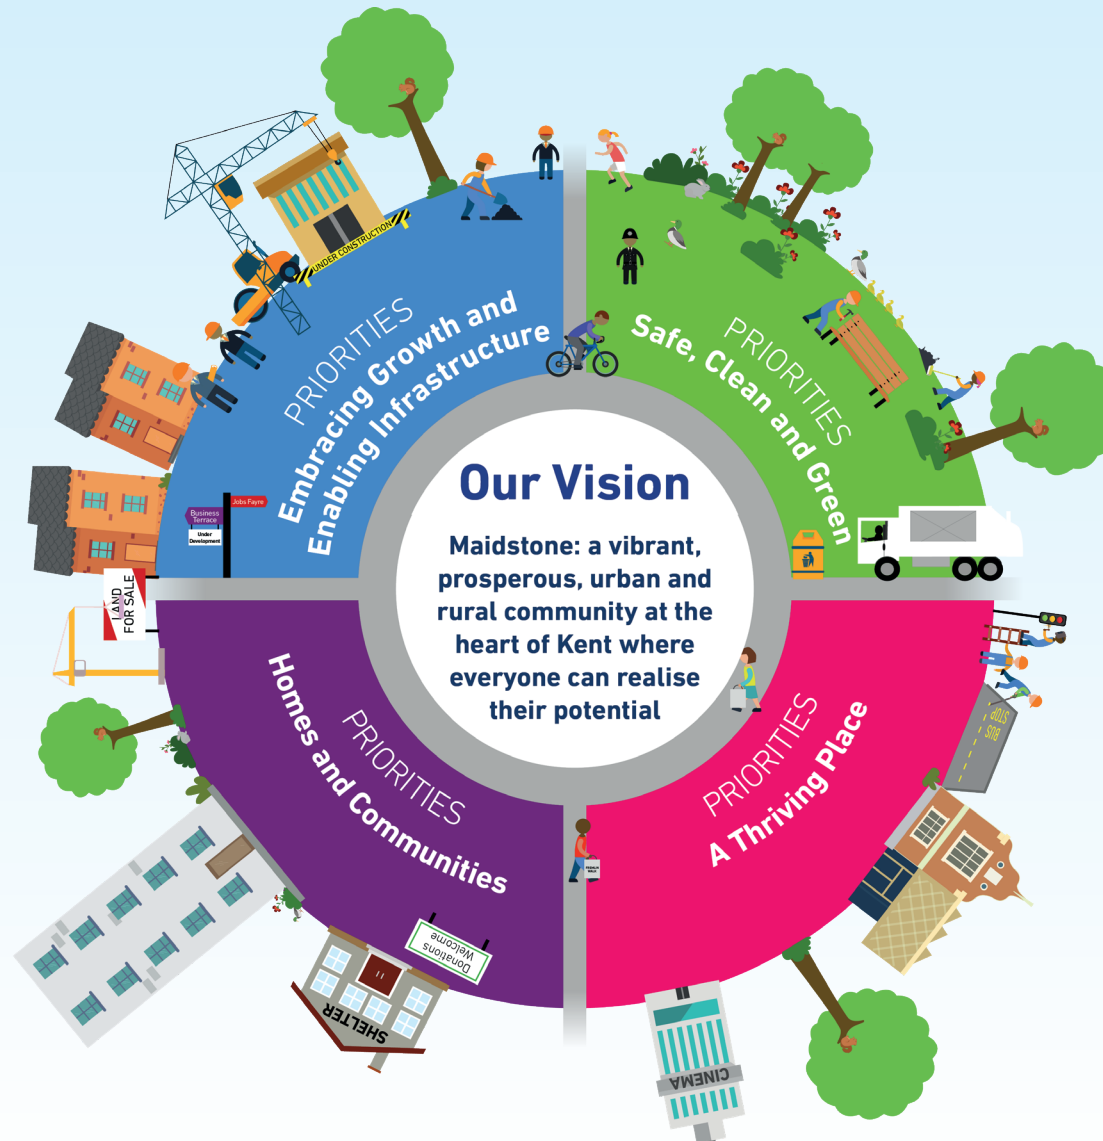 UNDER CONSTRUCTION
PRIORITIES
Embracing Growth and
Enabling Infrastructure
Jobs Fayre
Business
Terrace
Under
Development
PRIORITIES
Safe, Clean and Green
Our Vision
Maidstone: a vibrant,
prosperous, urban and
rural community at the
heart of Kent where
everyone can realise
their potential
LAND
FOR SALE
PRIORITIES
Homes and Communities
Donations
Welcome
SHELTER
PRIORITIES
A Thriving Place
BUS
STOP
CINEMA